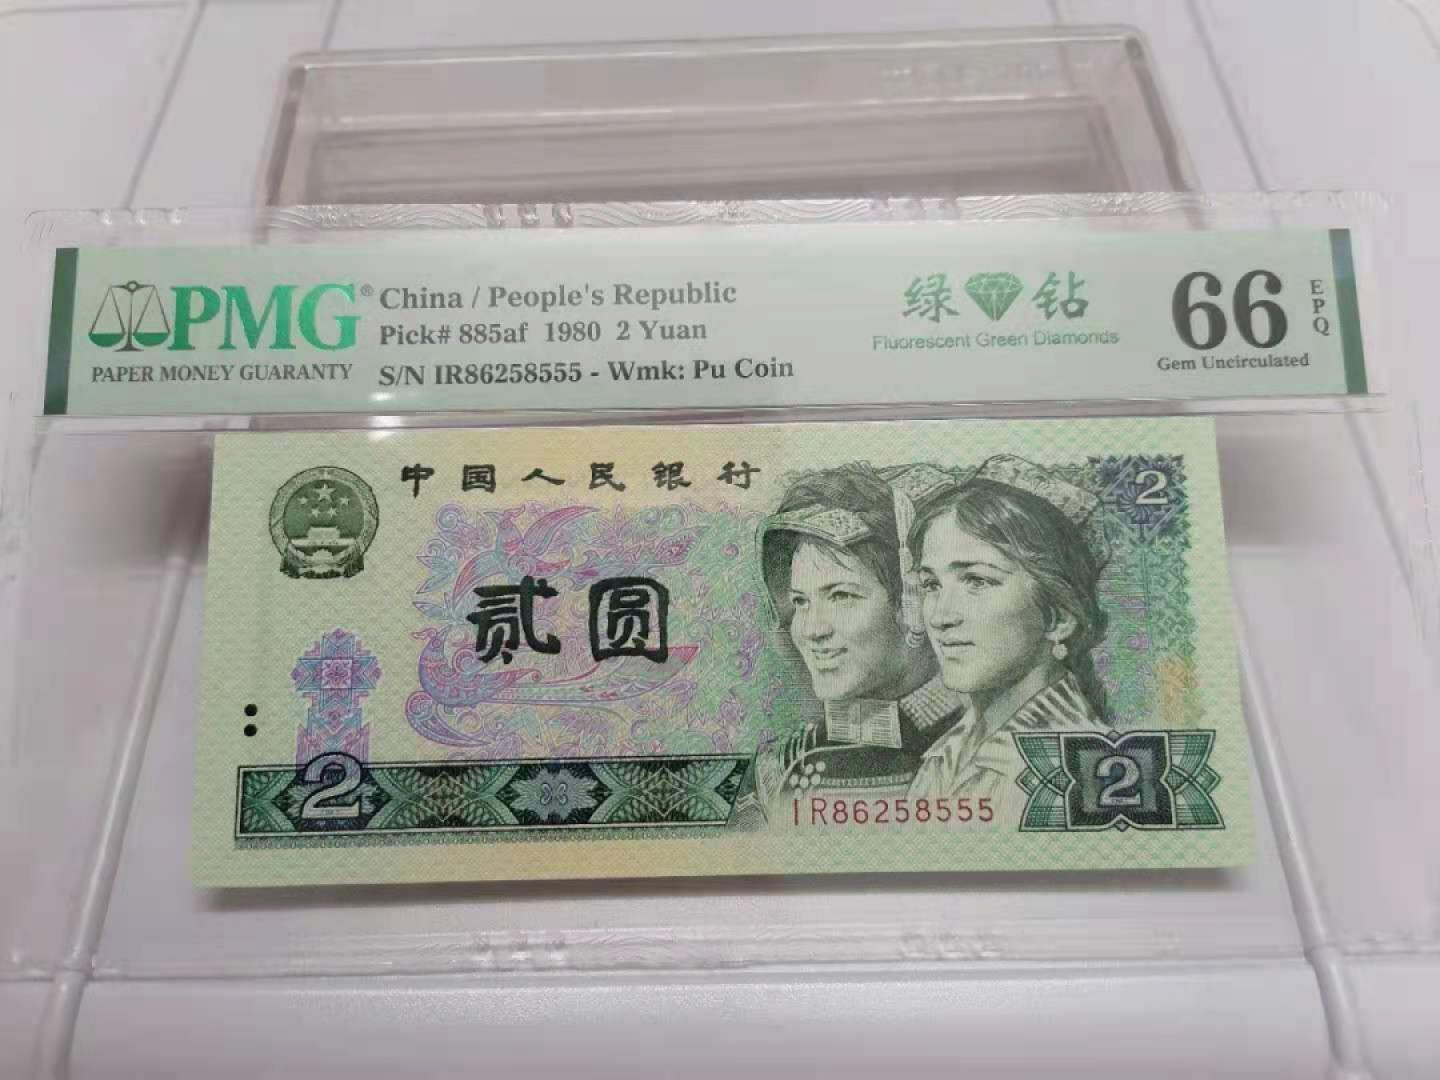 PMG®
PAPER MONEY GUARANTY
China / People's Republic
Pick# 885af 1980 2 Yuan
S/N IR86258555 - Wmk: Pu Coin
绿钻
Fluorescent Green Diamonds
66
EPQ
Gem Uncirculated
中国人民银行
2
贰圆
2
IR86258555
2